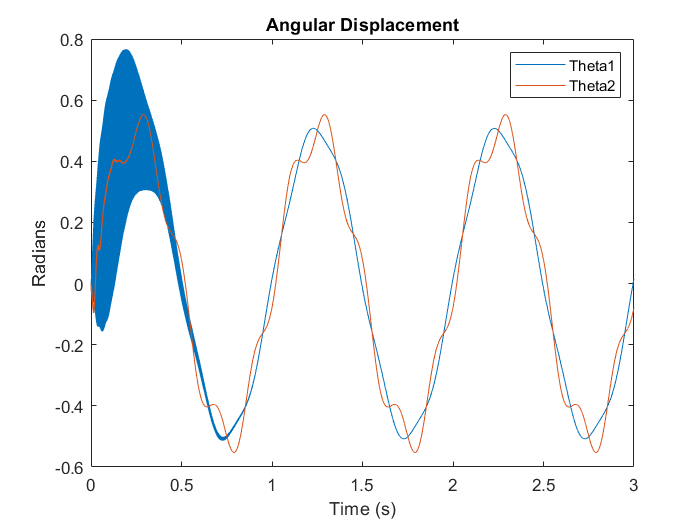 Angular Displacement
Theta1
Theta2
0.8
0.6
0.4
0.2
0
-0.2
-0.4
-0.6
Radians
0 0.5 1 1.5 2 2.5 3
Time (s)